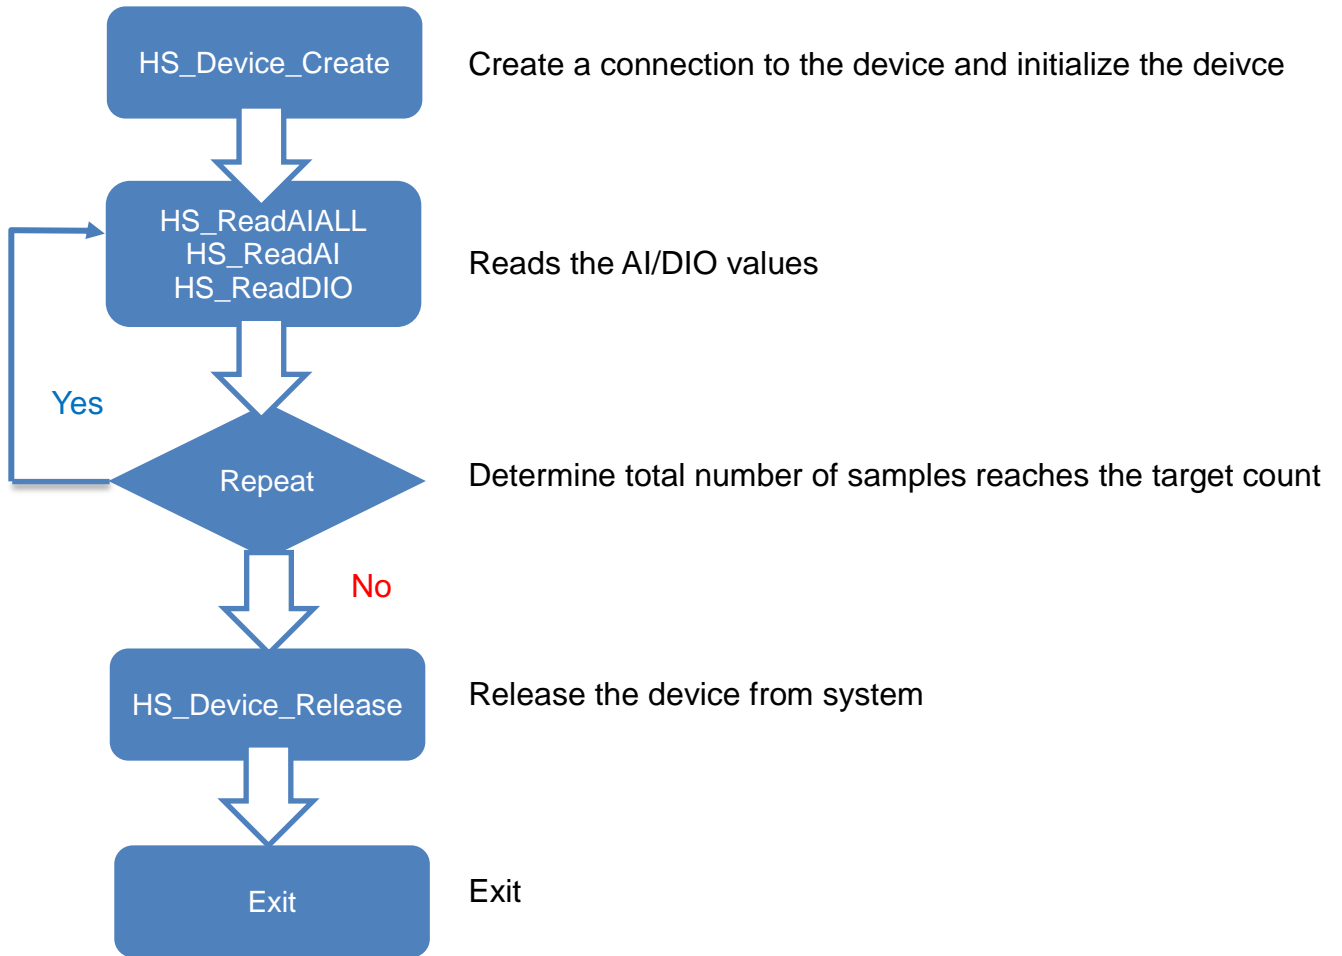 HS_Device_Create
Create a connection to the device and initialize the deivce
HS_ReadAIALL
HS_ReadAI
HS_ReadDIO
Reads the AI/DIO values
Yes
Repeat
Determine total number of samples reaches the target count
No
HS_Device_Release
Release the device from system
Exit
Exit